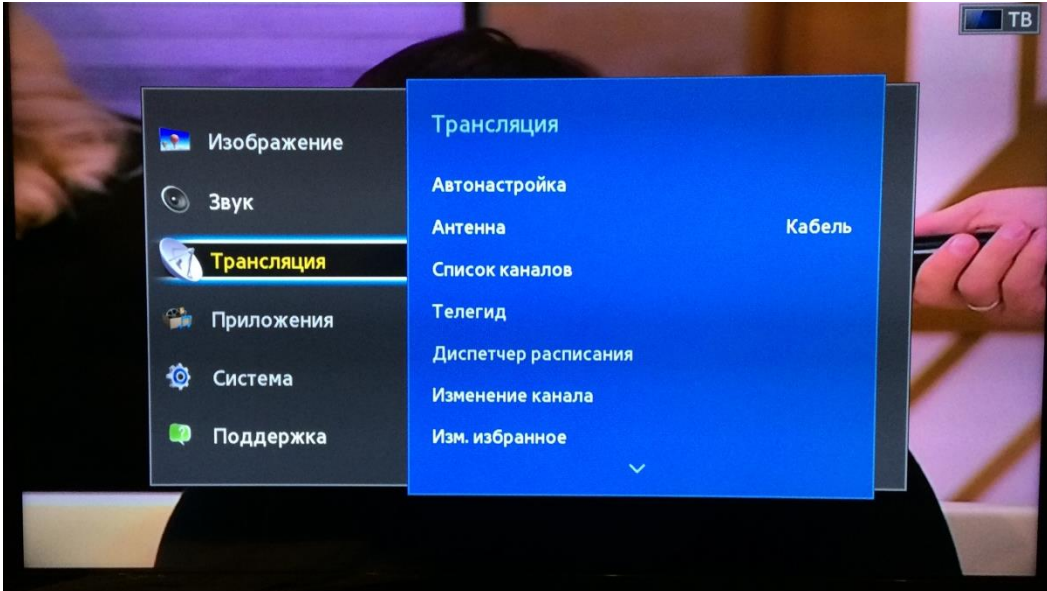 ТВ
Изображение
Звук
Трансляция
Приложения
Система
Поддержка
Трансляция
Автонастройка
Антенна Кабель
Список каналов
Телегид
Диспетчер расписания
Изменение канала
Изм. избранное